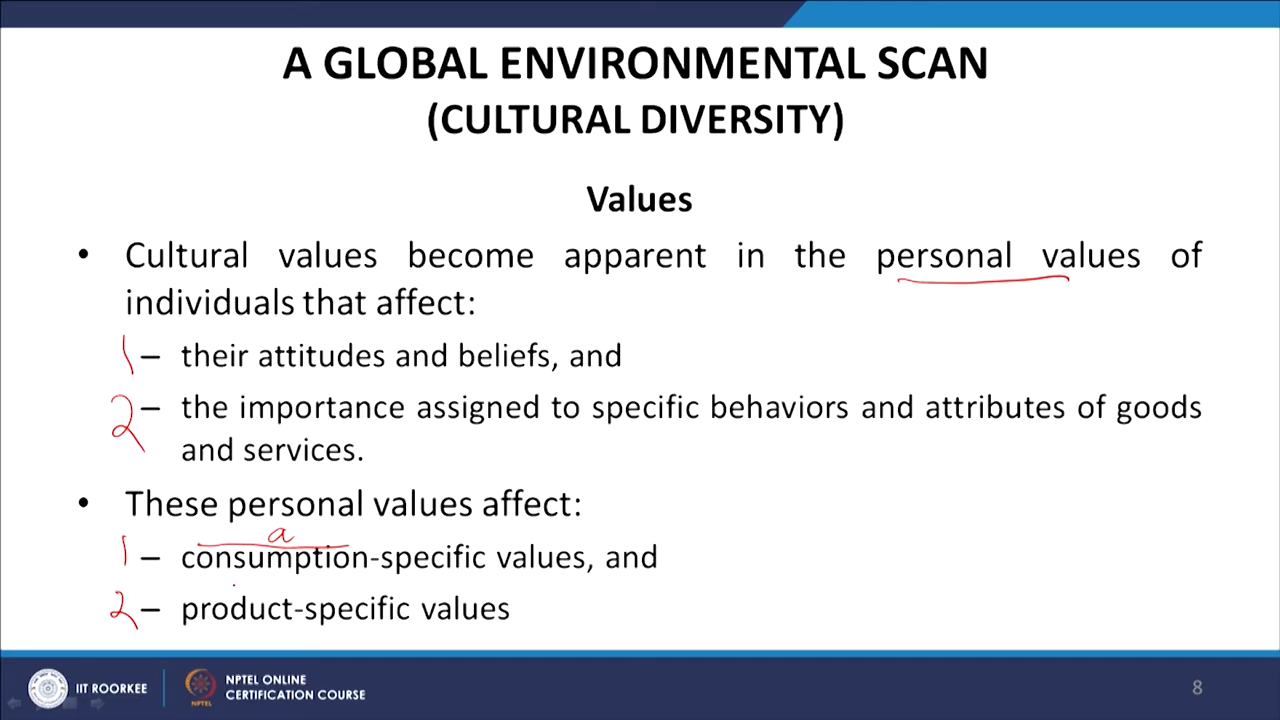 A GLOBAL ENVIRONMENTAL SCAN
(CULTURAL DIVERSITY)
Values
• Cultural values become apparent in the personal values of
individuals that affect:
1 – their attitudes and beliefs, and
2 – the importance assigned to specific behaviors and attributes of goods
and services.
• These personal values affect:
a
1 – consumption-specific values, and
2 – product-specific values
IIT ROORKEE
NPTEL ONLINE
CERTIFICATION COURSE
NPTEL
8